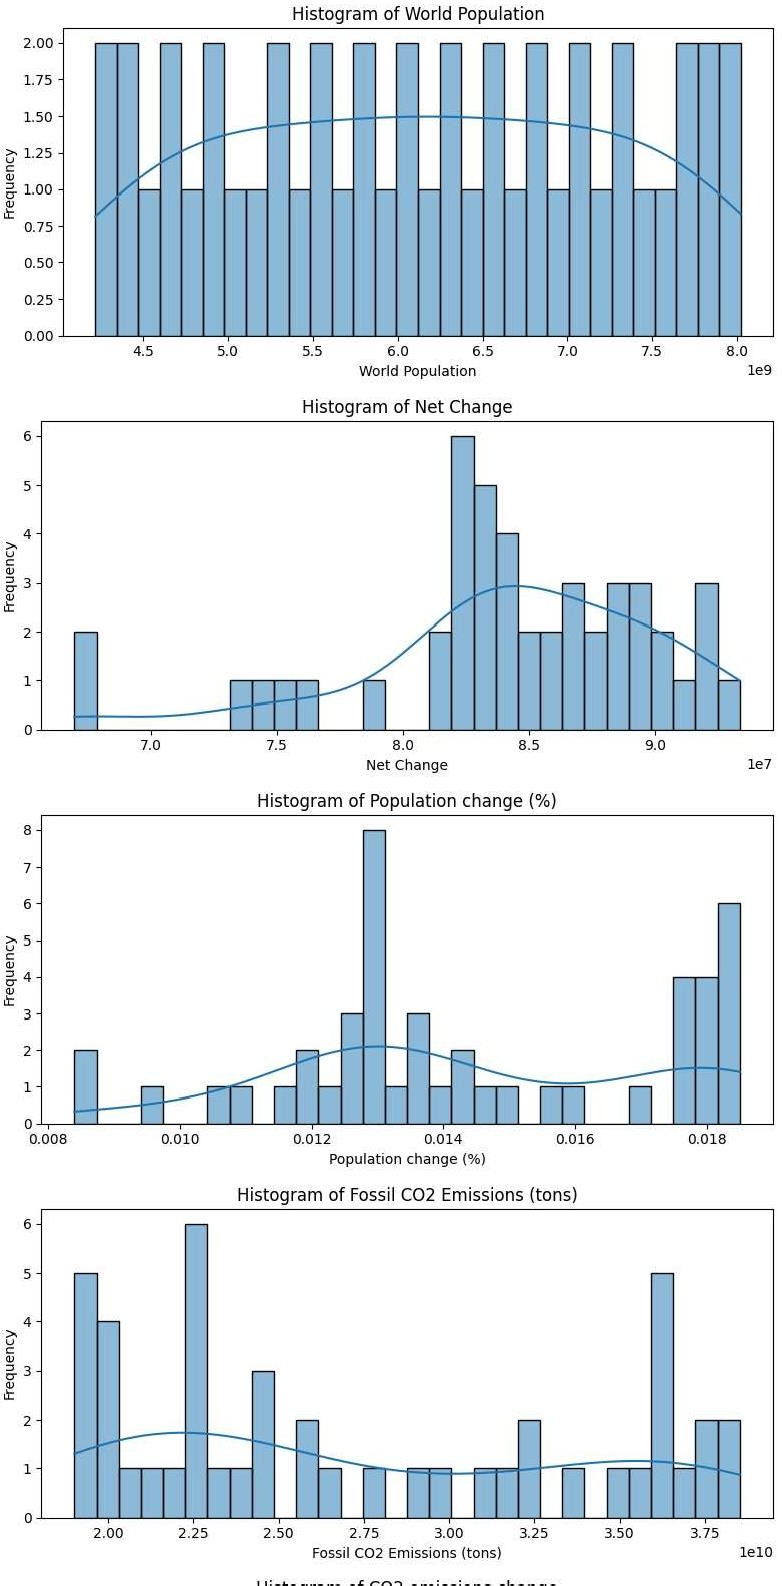 Histogram of World Population
2.00
1.75
1.50
1.25
1.00
0.75
0.50
0.25
0.00
Frequency
4.5 5.0 5.5 6.0 6.5 7.0 7.5 8.0
1e9
World Population
Histogram of Net Change
6
5
4
3
2
1
0
Frequency
7.0 7.5 8.0 8.5 9.0
1e7
Net Change
Histogram of Population change (%)
8
7
6
5
4
3
2
1
0
Frequency
0.008 0.010 0.012 0.014 0.016 0.018
Population change (%)
Histogram of Fossil CO2 Emissions (tons)
6
5
4
3
2
1
0
Frequency
2.00 2.25 2.50 2.75 3.00 3.25 3.50 3.75
1e10
Fossil CO2 Emissions (tons)
Histogram of CO2 emissions change